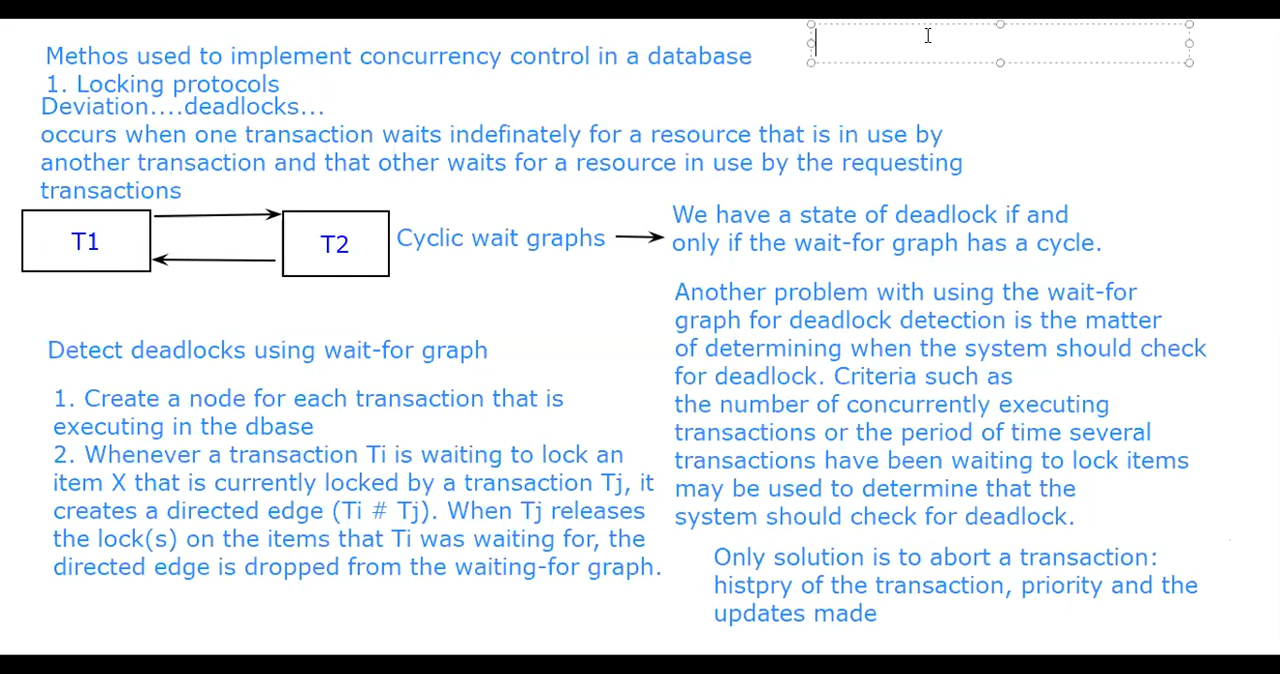 Methos used to implement concurrency control in a database
1. Locking protocols
Deviation....deadlocks...
occurs when one transaction waits indefinately for a resource that is in use by
another transaction and that other waits for a resource in use by the requesting
transactions
T1
T2
Cyclic wait graphs
We have a state of deadlock if and
only if the wait-for graph has a cycle.
Detect deadlocks using wait-for graph
1. Create a node for each transaction that is
executing in the dbase
2. Whenever a transaction Ti is waiting to lock an
item X that is currently locked by a transaction Tj, it
creates a directed edge (Ti # Tj). When Tj releases
the lock(s) on the items that Ti was waiting for, the
directed edge is dropped from the waiting-for graph.
Another problem with using the wait-for
graph for deadlock detection is the matter
of determining when the system should check
for deadlock. Criteria such as
the number of concurrently executing
transactions or the period of time several
transactions have been waiting to lock items
may be used to determine that the
system should check for deadlock.
Only solution is to abort a transaction:
histpry of the transaction, priority and the
updates made